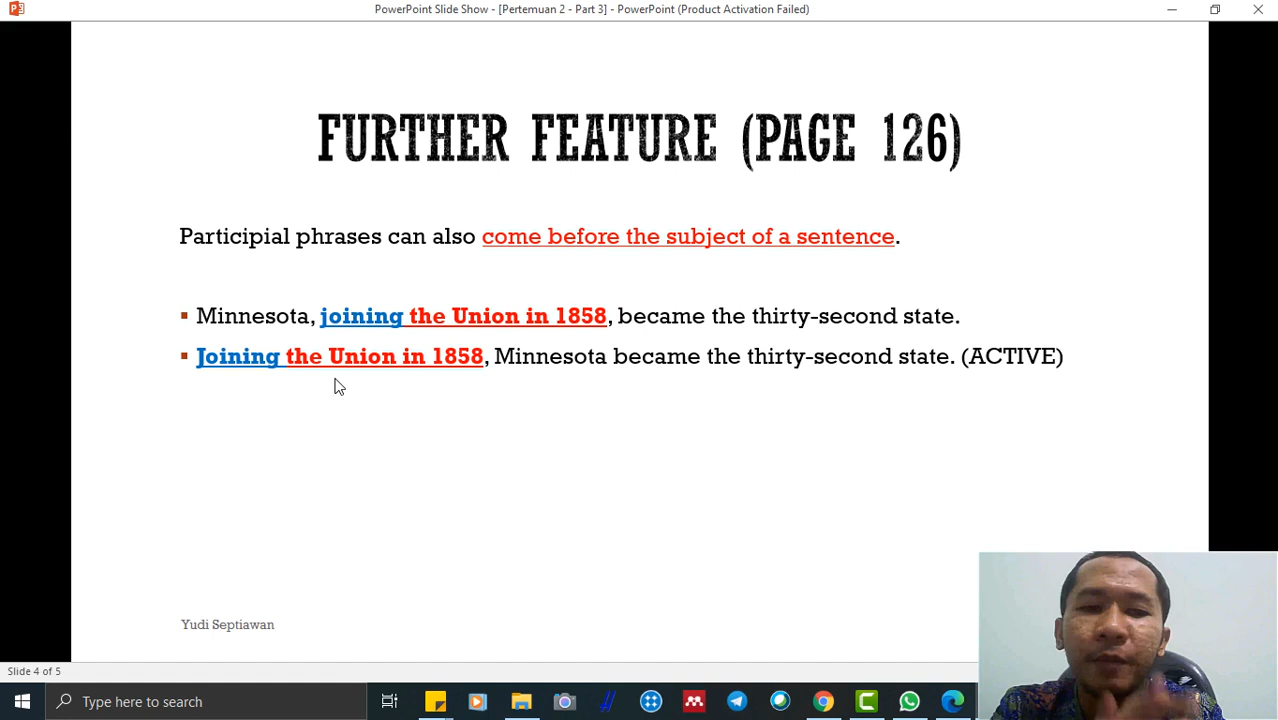 PowerPoint Slide Show - [Pertemuan 2 - Part 3] - PowerPoint (Product Activation Failed)
FURTHER FEATURE (PAGE 126)
Participial phrases can also come before the subject of a sentence.
▪ Minnesota, joining the Union in 1858, became the thirty-second state.
▪ Joining the Union in 1858, Minnesota became the thirty-second state. (ACTIVE)
Yudi Septiawan
Slide 4 of 5
Type here to search